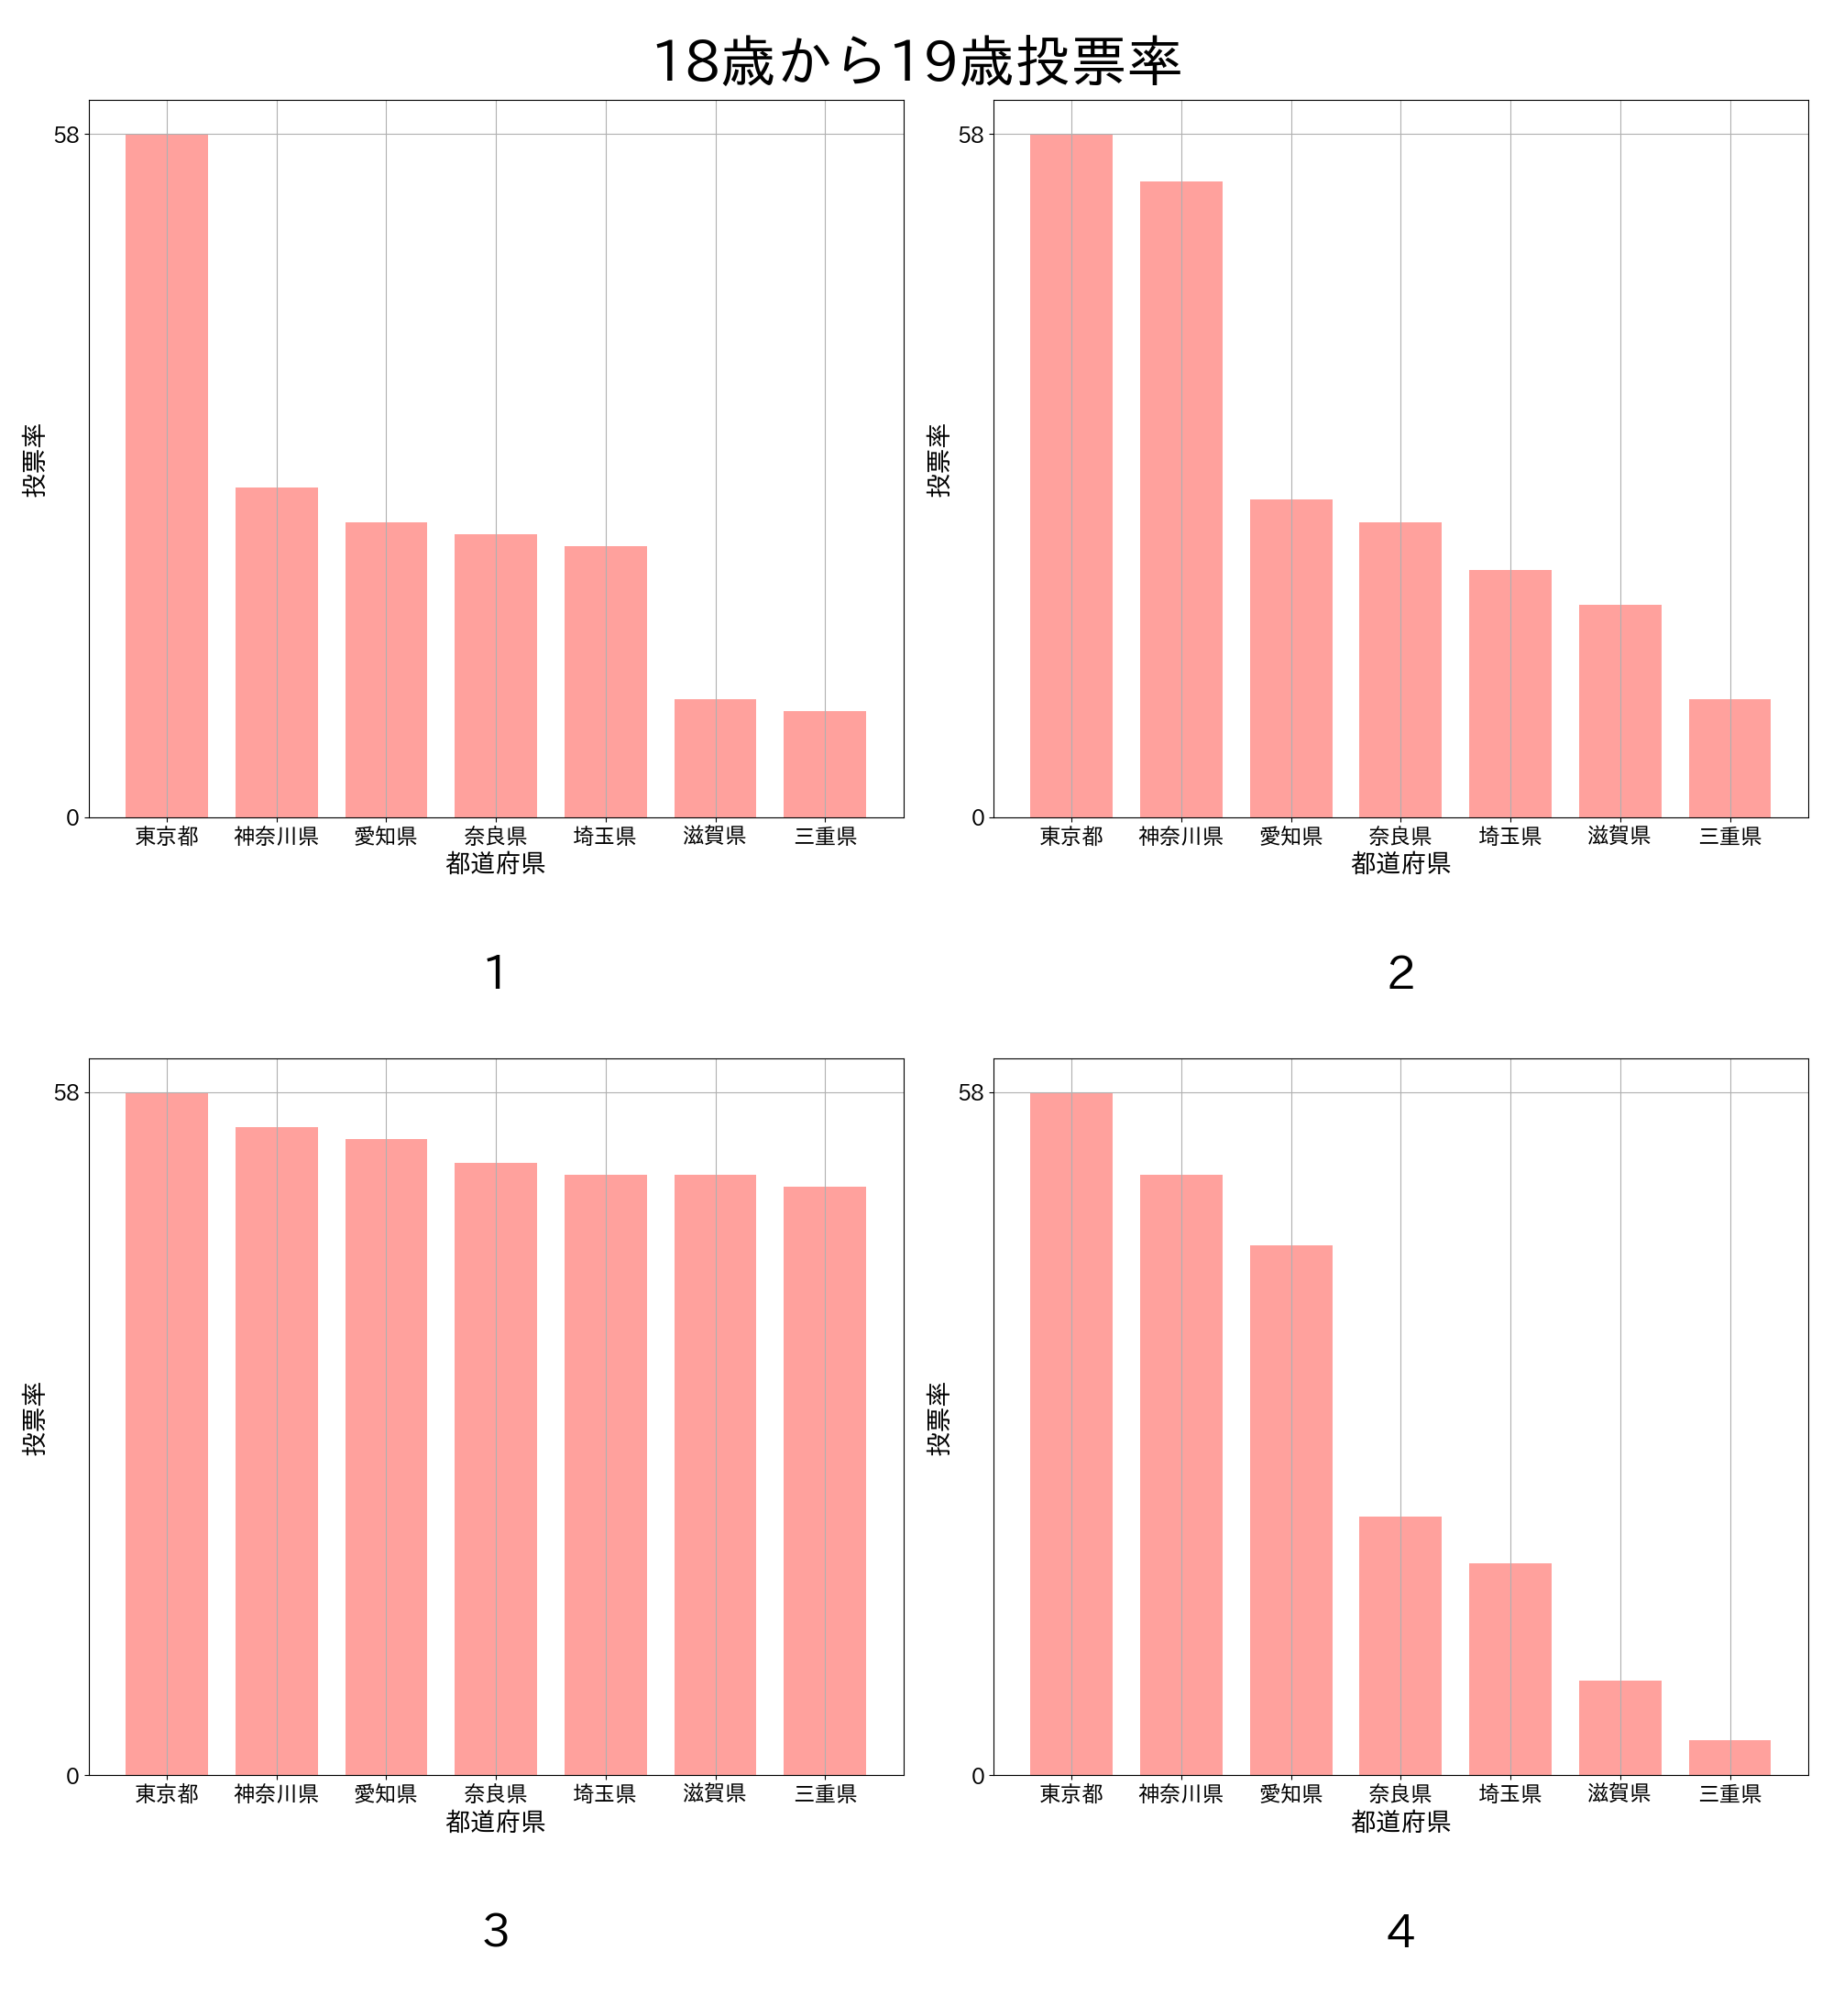 18歳から19歳投票率
58
0
投票率
東京都 神奈川県 愛知県 奈良県 埼玉県 滋賀県 三重県
都道府県
1
58
0
投票率
東京都 神奈川県 愛知県 奈良県 埼玉県 滋賀県 三重県
都道府県
2
58
0
投票率
東京都 神奈川県 愛知県 奈良県 埼玉県 滋賀県 三重県
都道府県
3
58
0
投票率
東京都 神奈川県 愛知県 奈良県 埼玉県 滋賀県 三重県
都道府県
4